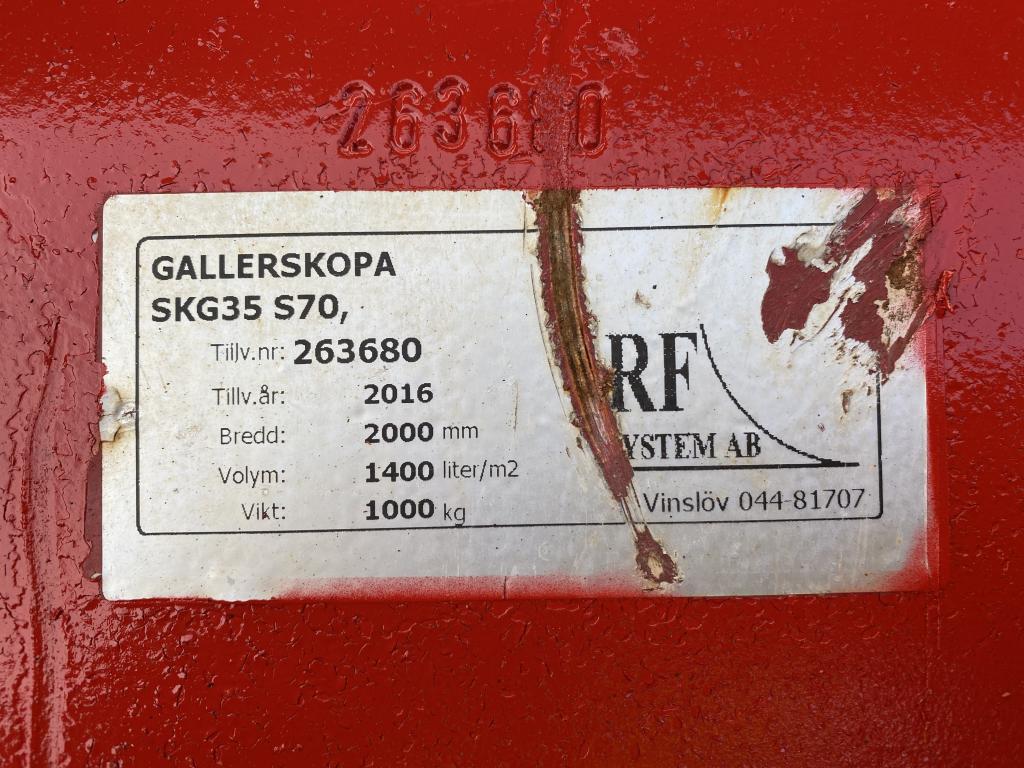 263680
GALLERSKOPA
SKG35 S70,
Tillv.nr: 263680
Tillv.år: 2016
Bredd: 2000 mm
Volym: 1400 liter/m2
Vikt: 1000 kg
RF
YSTEM AB
Vinslöv 044-81707